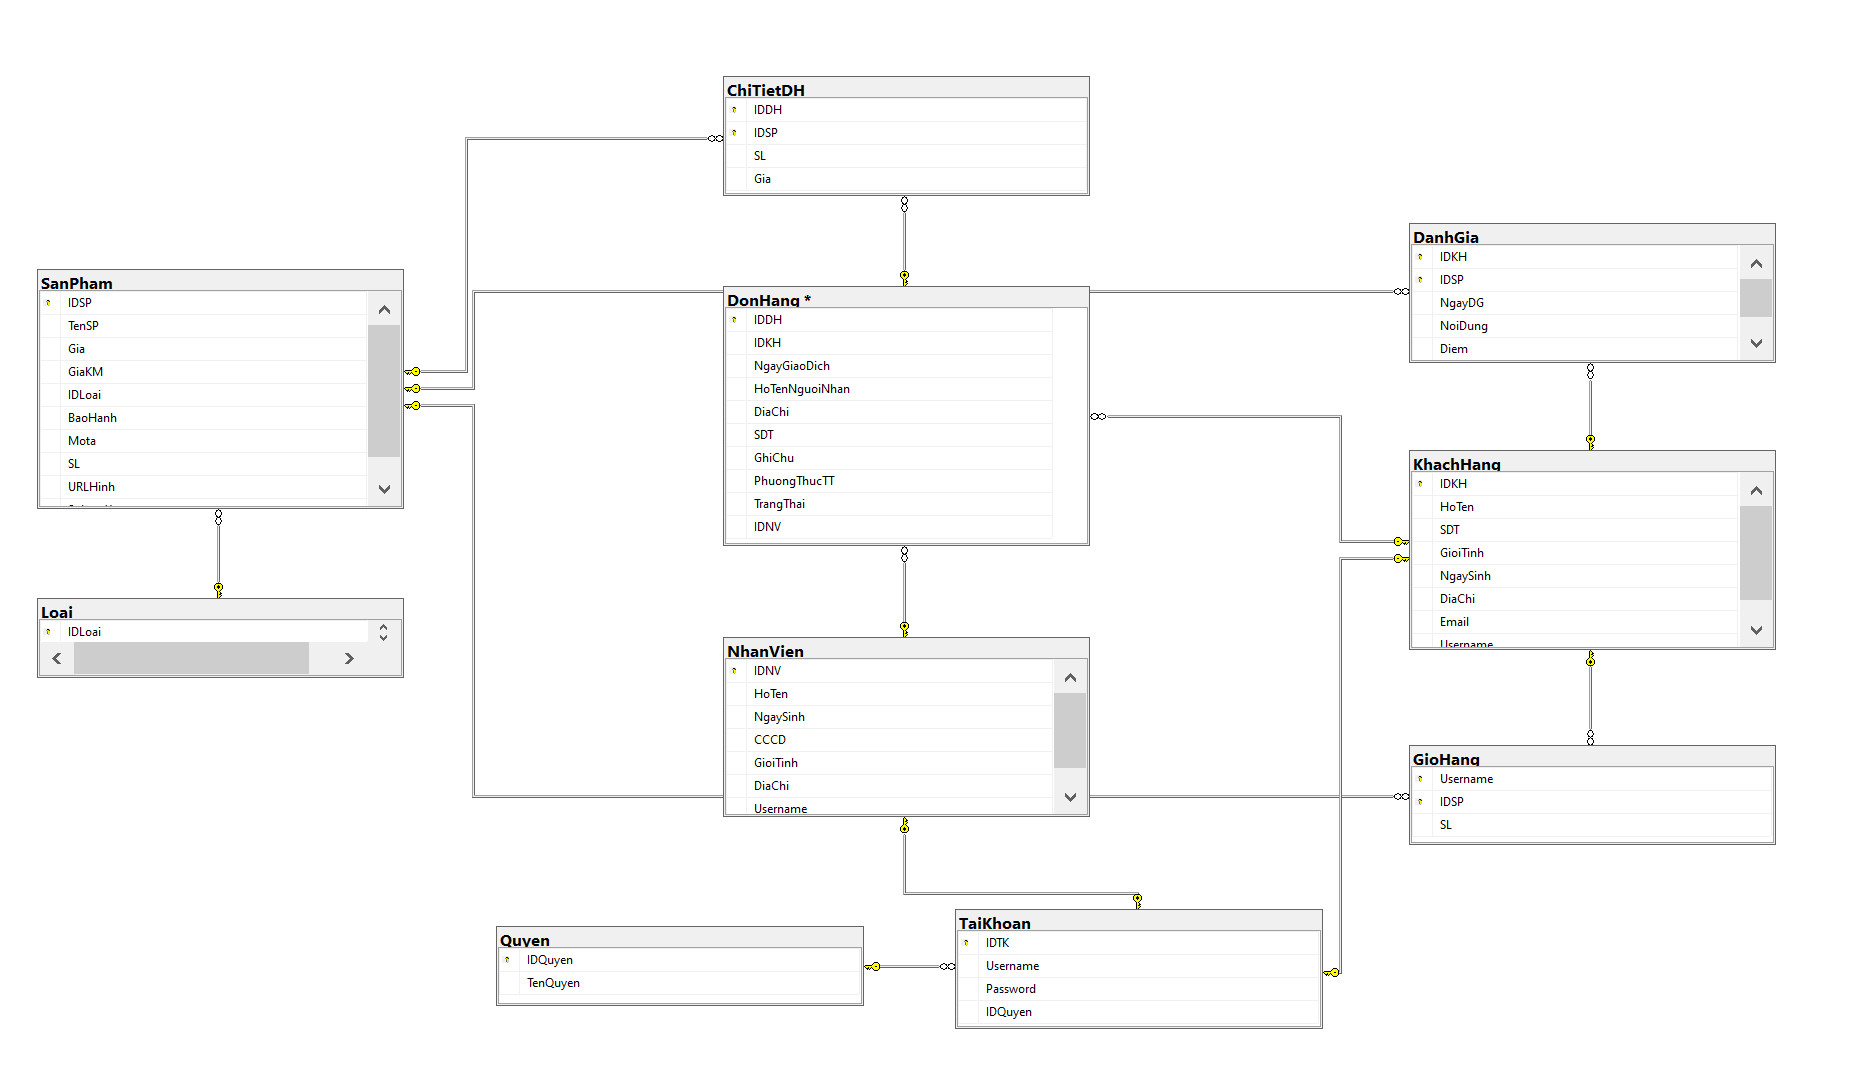 ChiTietDH
IDDH
IDSP
SL
Gia
DanhGia
IDKH
IDSP
NgayDG
NoiDung
Diem
SanPham
IDSP
TenSP
Gia
GiaKM
IDLoai
BaoHanh
Mota
SL
URLHinh
DonHang *
IDDH
IDKH
NgayGiaoDich
HoTenNguoiNhan
DiaChi
SDT
GhiChu
PhuongThucTT
TrangThai
IDNV
KhachHang
IDKH
HoTen
SDT
GioiTinh
NgaySinh
DiaChi
Email
Username
Loai
IDLoai
NhanVien
IDNV
HoTen
NgaySinh
CCCD
GioiTinh
DiaChi
Username
GioHang
Username
IDSP
SL
Quyen
IDQuyen
TenQuyen
TaiKhoan
IDTK
Username
Password
IDQuyen